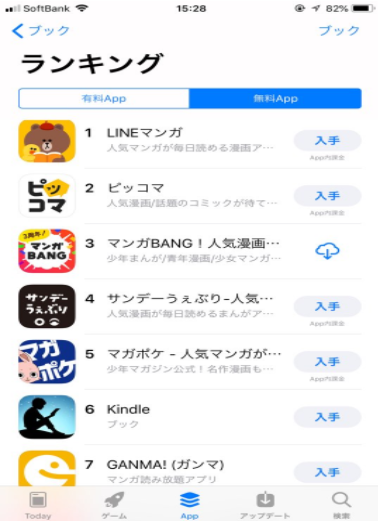 SoftBank 15:28 82%
ブック ブック
ランキング
有料App 無料App
1 LINEマンガ
人気マンガが毎日読める漫画ア… 入手
App内課金
ピッコマ
2 ピッコマ
人気漫画/話題のコミックが待て… 入手
App内課金
3周年!
マンガBANG
3 マンガBANG!人気漫画…
少年まんが/青年漫画/少女マンガ…
サンデーうぇぶり
4 サンデーうぇぶり-人気…
人気漫画が毎日読めるまんがア… 入手
App内課金
マガポケ
5 マガポケ - 人気マンガが…
少年マガジン公式!名作漫画も… 入手
App内課金
6 Kindle
ブック 入手
7 GANMA! (ガンマ)
マンガ読み放題アプリ 入手
Today ゲーム App アップデート 検索